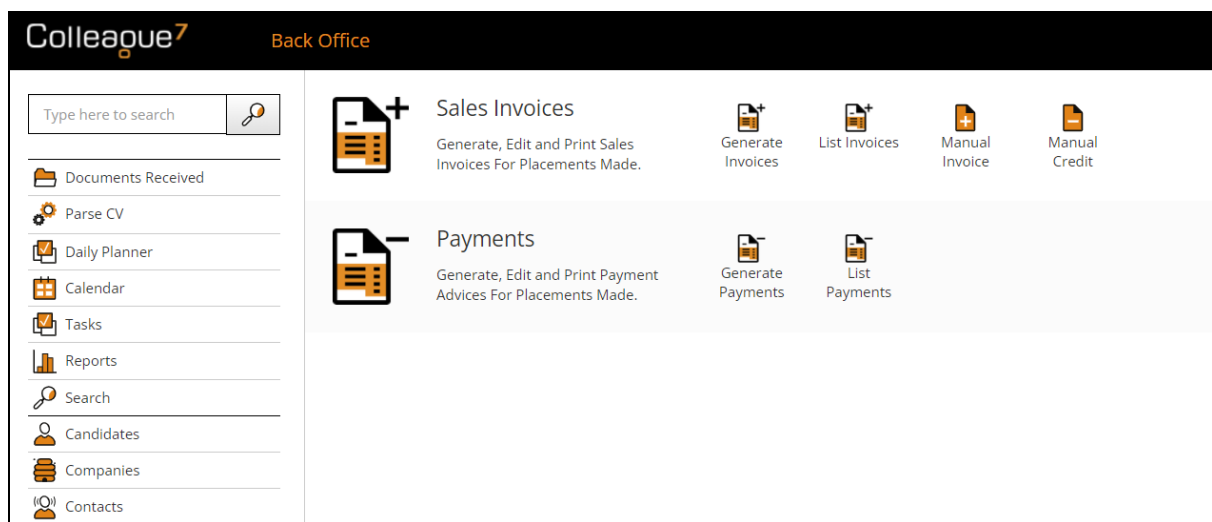 Colleague7
Back Office
Type here to search
Documents Received
Parse CV
Daily Planner
Calendar
Tasks
Reports
Search
Candidates
Companies
Contacts
Sales Invoices
Generate, Edit and Print Sales
Invoices For Placements Made.
Generate
Invoices
List Invoices
Manual
Invoice
Manual
Credit
Payments
Generate, Edit and Print Payment
Advices For Placements Made.
Generate
Payments
List
Payments